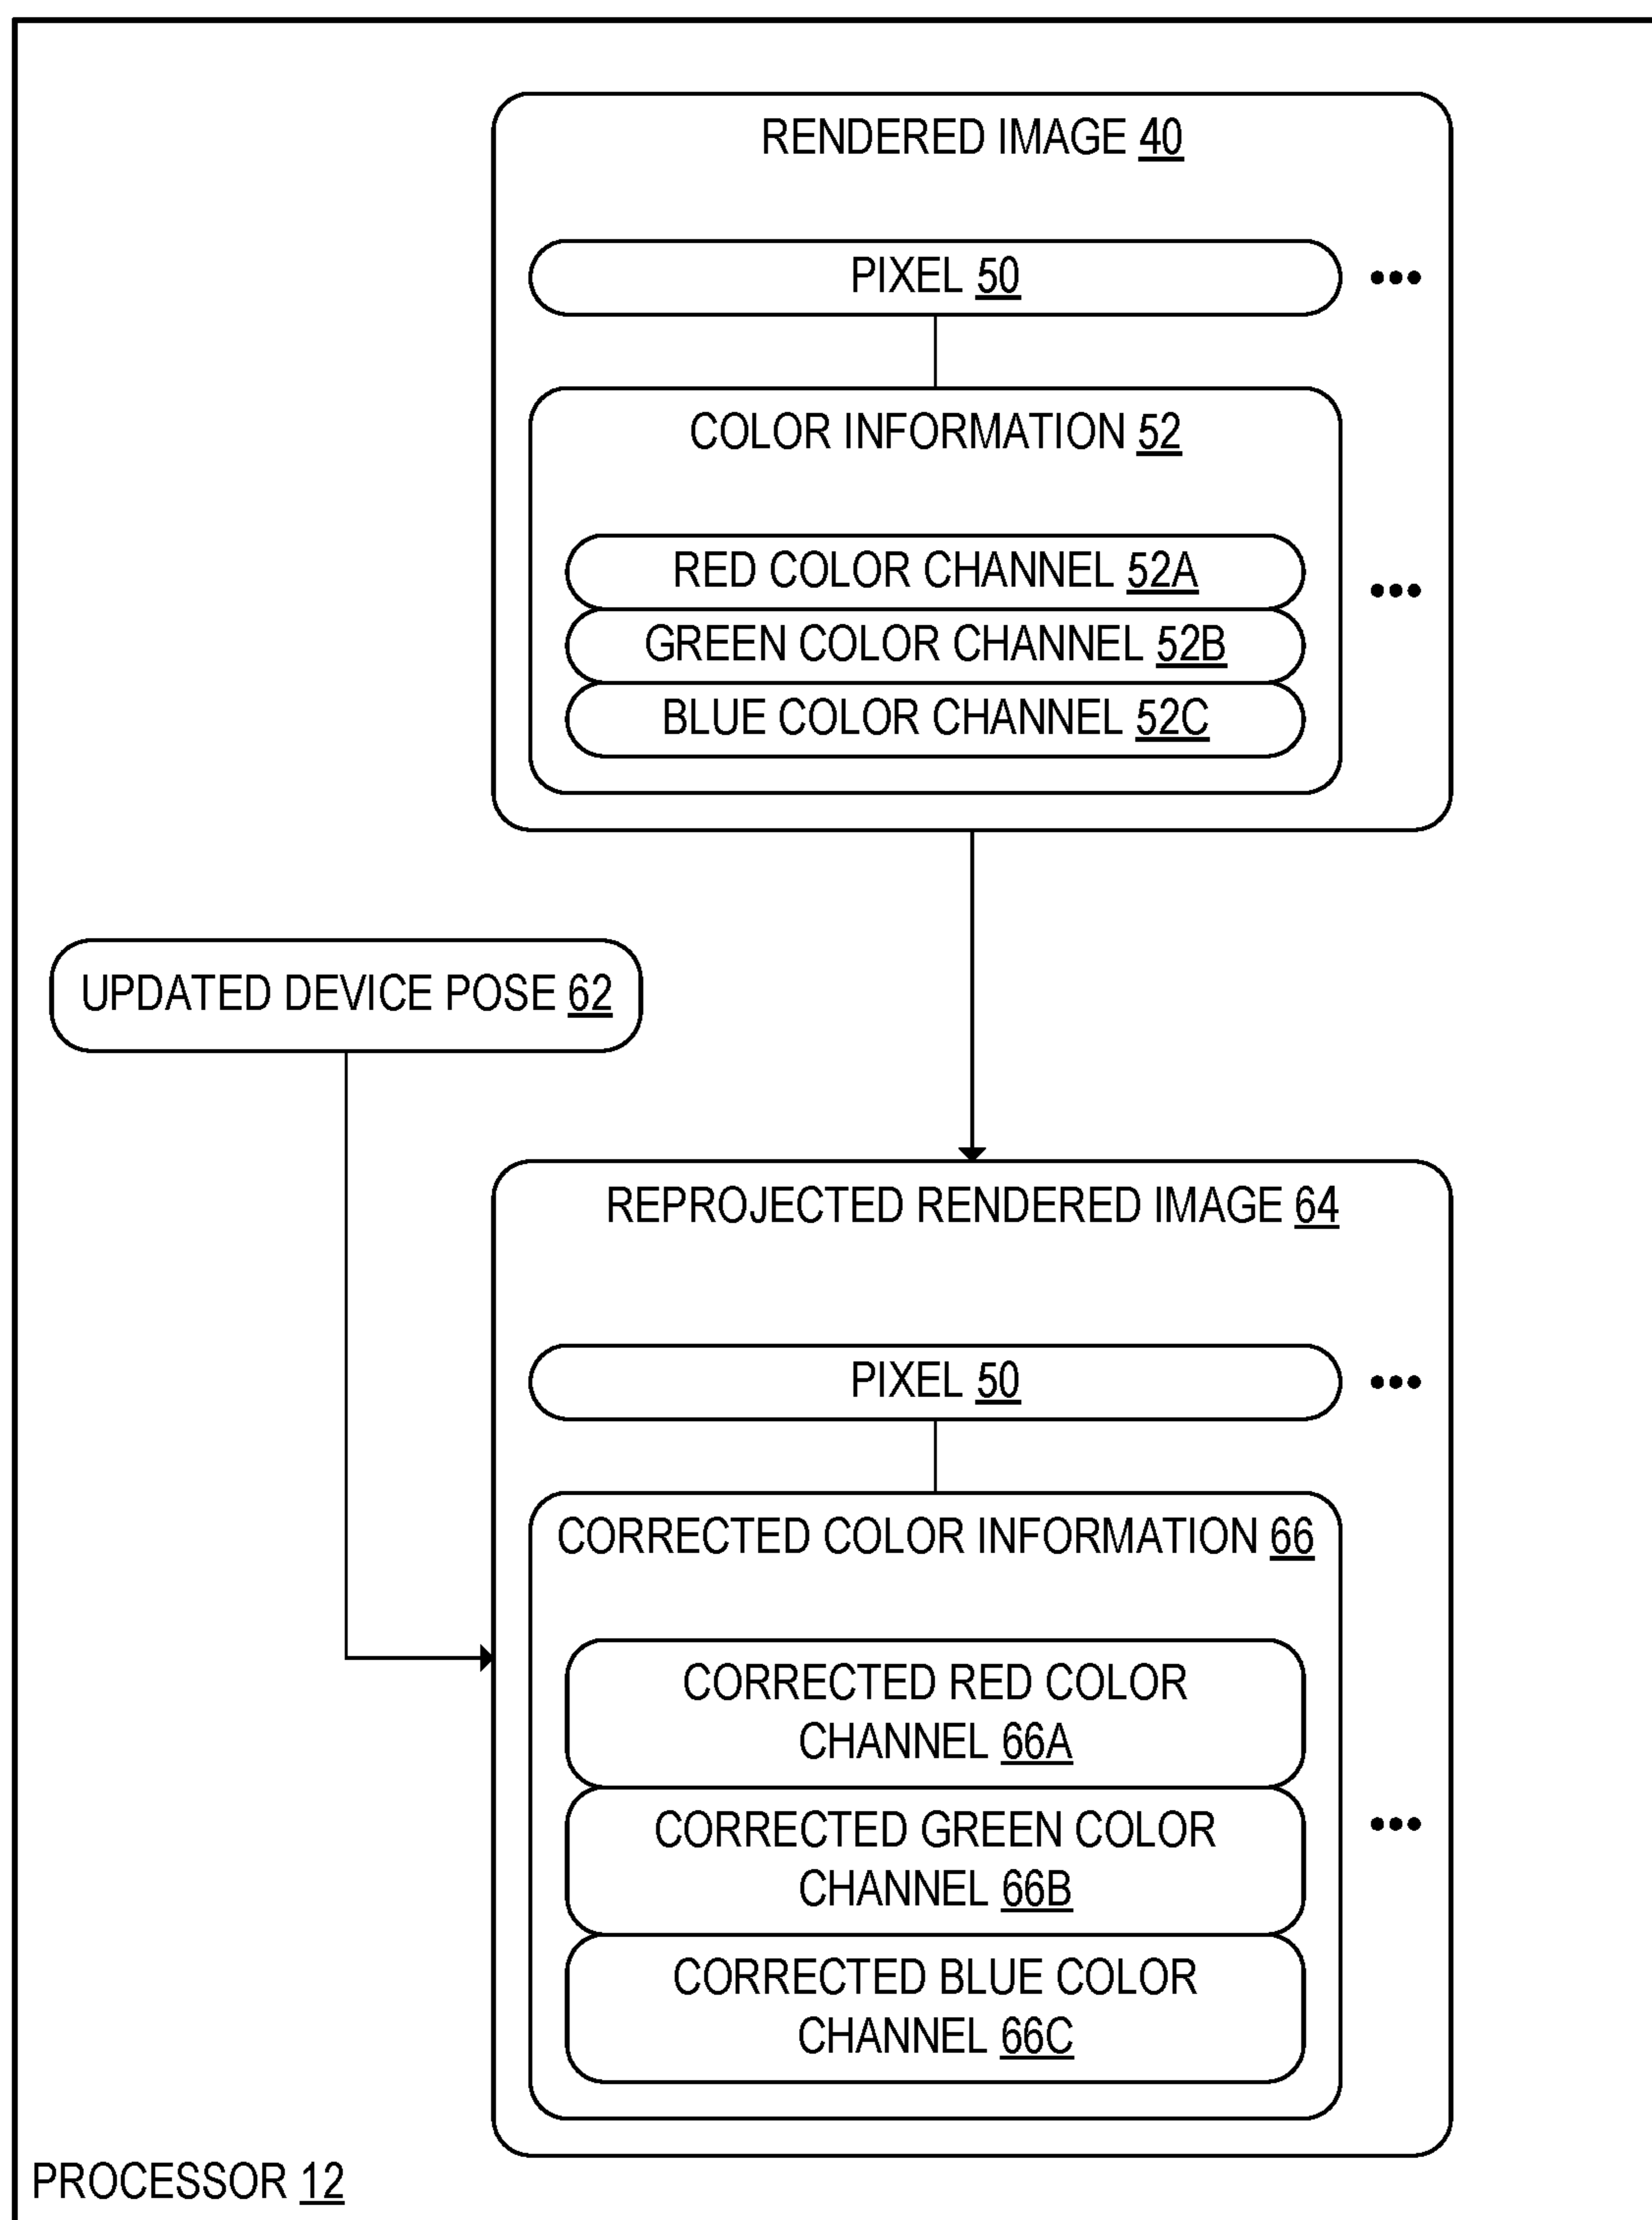 RENDERED IMAGE 40
PIXEL 50
COLOR INFORMATION 52
RED COLOR CHANNEL 52A
GREEN COLOR CHANNEL 52B
BLUE COLOR CHANNEL 52C
UPDATED DEVICE POSE 62
REPROJECTED RENDERED IMAGE 64
PIXEL 50
CORRECTED COLOR INFORMATION 66
CORRECTED RED COLOR
CHANNEL 66A
CORRECTED GREEN COLOR
CHANNEL 66B
CORRECTED BLUE COLOR
CHANNEL 66C
PROCESSOR 12